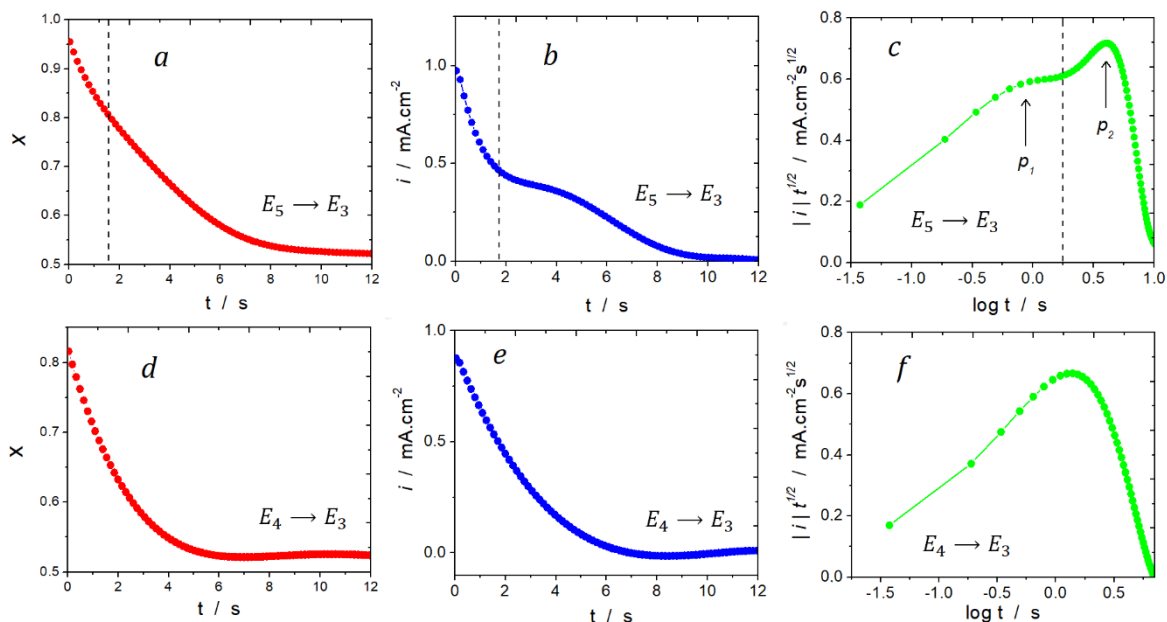 a
1.0
0.9
0.8
0.7
0.6
0.5
X
E₅ → E₃
0 2 4 6 8 10 12
t / s
b
1.0
0.5
0.0
i / mA.cm⁻²
E₅ → E₃
0 2 4 6 8 10 12
t / s
c
0.8
0.6
0.4
0.2
0.0
| i | t^{1/2} / mA.cm⁻²s^{1/2}
p₁
p₂
E₅ → E₃
-1.5 -1.0 -0.5 0.0 0.5 1.0
log t / s
d
0.8
0.7
0.6
0.5
X
E₄ → E₃
0 2 4 6 8 10 12
t / s
e
1.0
0.5
0.0
i / mA.cm⁻²
E₄ → E₃
0 2 4 6 8 10 12
t / s
f
0.8
0.6
0.4
0.2
0.0
| i | t^{1/2} / mA.cm⁻²s^{1/2}
E₄ → E₃
-1.5 -1.0 -0.5 0.0 0.5
log t / s